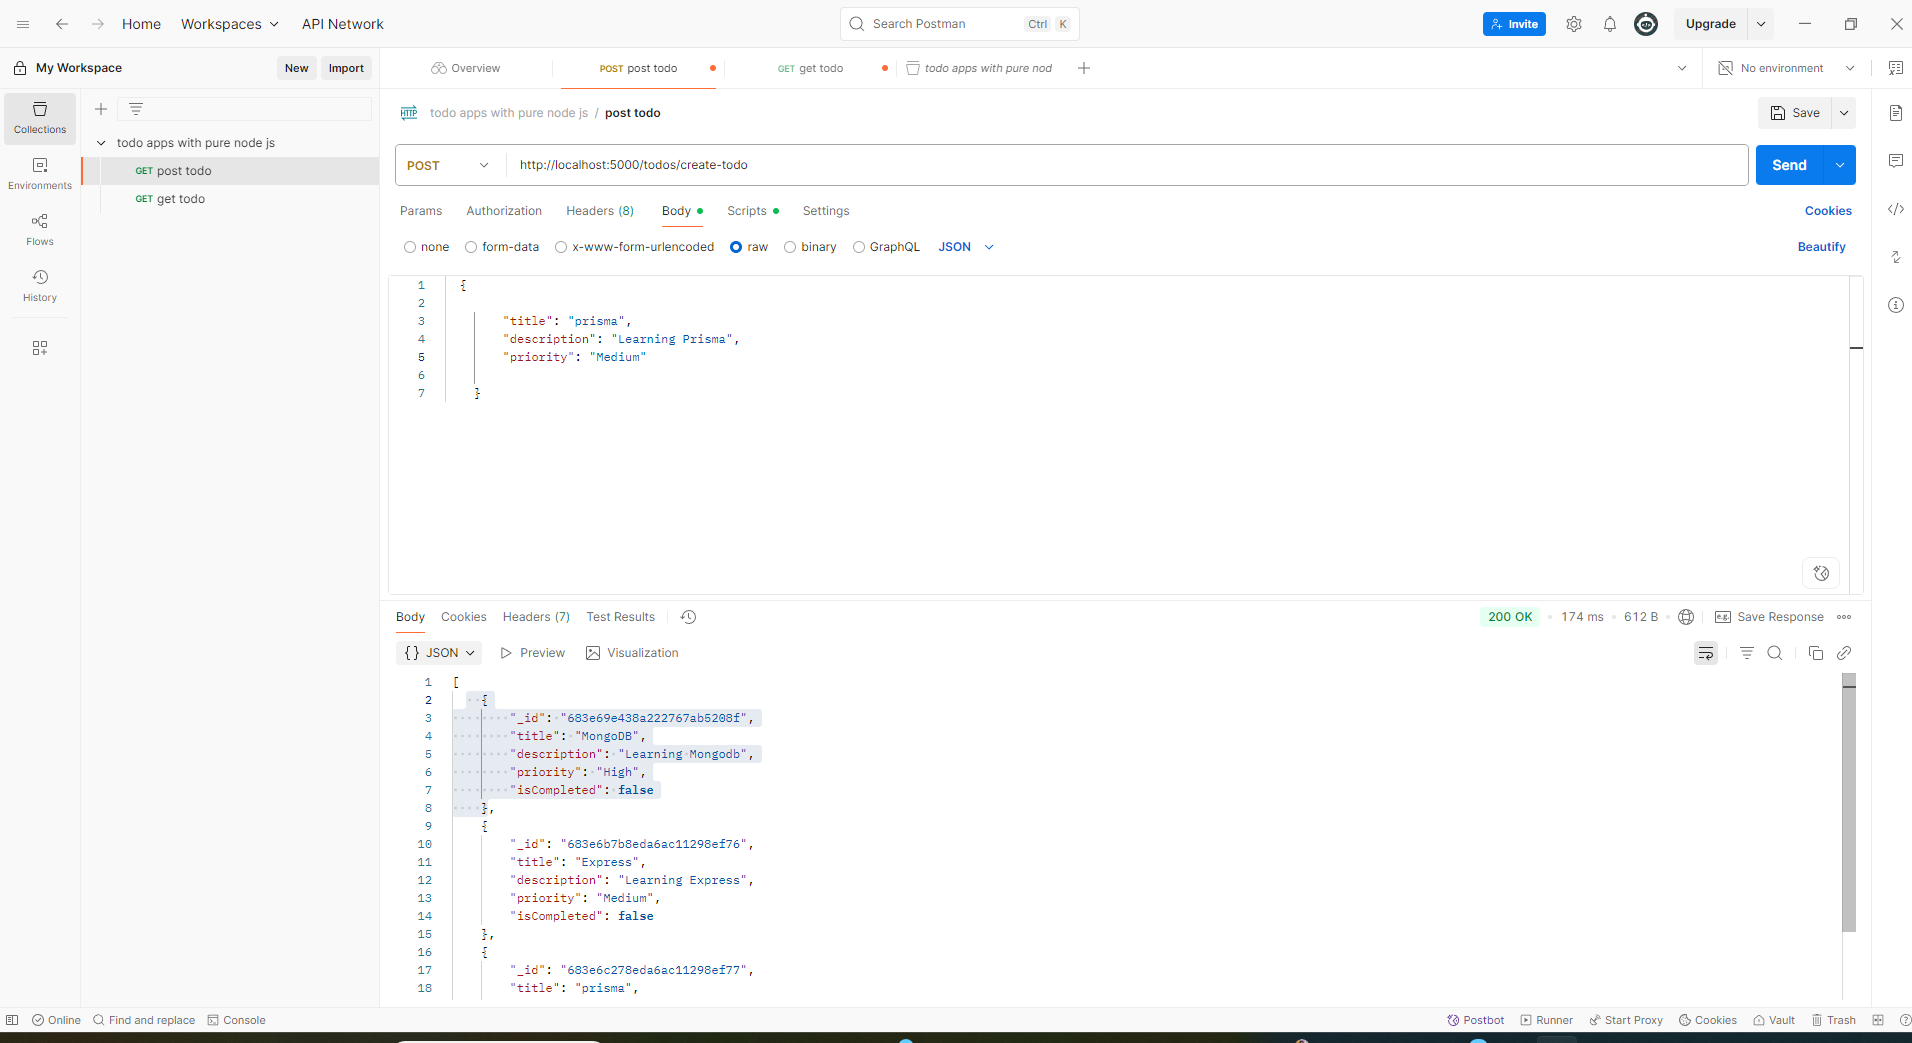 Home Workspaces API Network Search Postman Ctrl K Invite Upgrade
My Workspace New Import Overview POST post todo GET get todo todo apps with pure nod No environment
Collections
Environments
Flows
History
todo apps with pure node js
GET post todo
GET get todo
HTTP todo apps with pure node js / post todo Save
POST http://localhost:5000/todos/create-todo Send
Params Authorization Headers (8) Body Scripts Settings Cookies
none form-data x-www-form-urlencoded raw binary GraphQL JSON Beautify
1 {
2
3 "title": "prisma",
4 "description": "Learning Prisma",
5 "priority": "Medium"
6
7 }
Body Cookies Headers (7) Test Results 200 OK 174 ms 612 B e.g. Save Response
{} JSON Preview Visualization
1 [
2 {
3 "_id": "683e69e438a222767ab5208f",
4 "title": "MongoDB",
5 "description": "Learning Mongodb",
6 "priority": "High",
7 "isCompleted": false
8 },
9 {
10 "_id": "683e6b7b8eda6ac11298ef76",
11 "title": "Express",
12 "description": "Learning Express",
13 "priority": "Medium",
14 "isCompleted": false
15 },
16 {
17 "_id": "683e6c278eda6ac11298ef77",
18 "title": "prisma",
Online Find and replace Console Postbot Runner Start Proxy Cookies Vault Trash